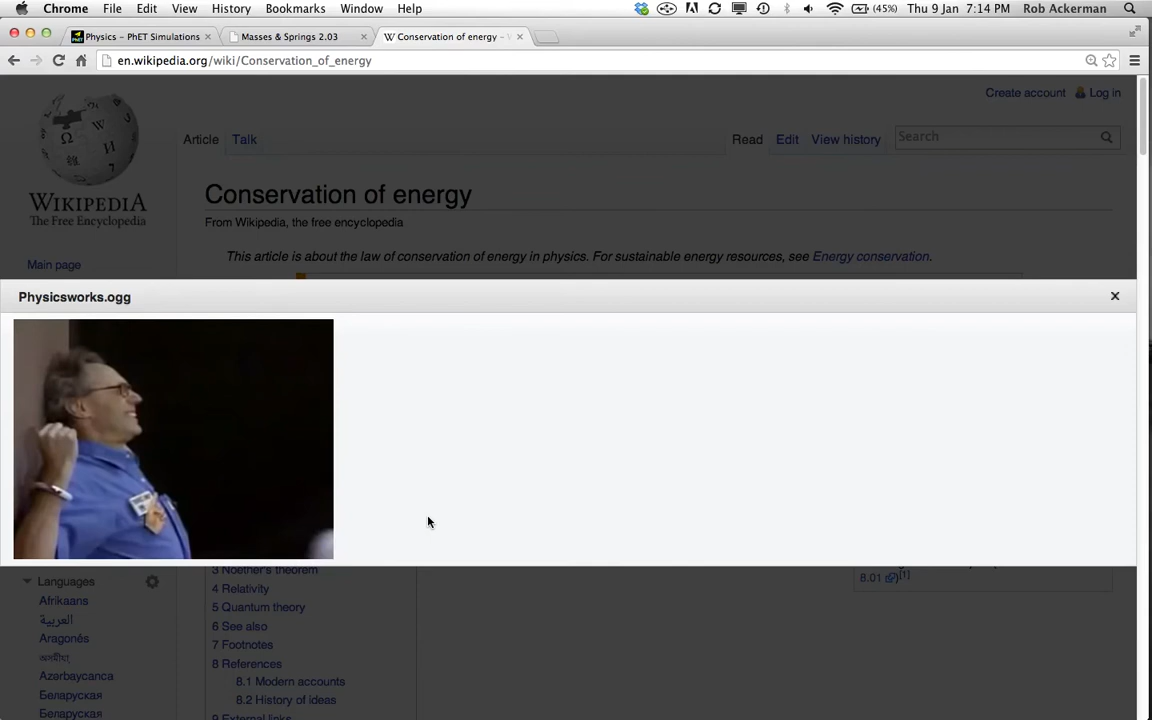 Chrome File Edit View History Bookmarks Window Help (45%) Thu 9 Jan 7:14 PM Rob Ackerman
Physics – PhET Simulations Masses & Springs 2.03 Conservation of energy –
en.wikipedia.org/wiki/Conservation_of_energy
Create account Log in
Article Talk Read Edit View history Search
WIKIPEDIA
The Free Encyclopedia
Conservation of energy
From Wikipedia, the free encyclopedia
Main page
This article is about the law of conservation of energy in physics. For sustainable energy resources, see Energy conservation.
Physicsworks.ogg
3 Noether's theorem
4 Relativity
5 Quantum theory
6 See also
7 Footnotes
8 References
8.1 Modern accounts
8.2 History of ideas
9 External links
8.01 [1]
Languages
Afrikaans
العربية
Aragonés
Azərbaycanca
Беларуская
Беларуская